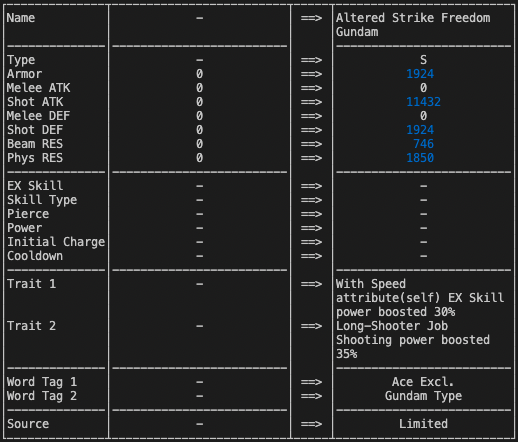 Name - ==> Altered Strike Freedom
Gundam
Type - ==> S
Armor 0 ==> 1924
Melee ATK 0 ==> 0
Shot ATK 0 ==> 11432
Melee DEF 0 ==> 0
Shot DEF 0 ==> 1924
Beam RES 0 ==> 746
Phys RES 0 ==> 1850
EX Skill - ==> -
Skill Type - ==> -
Pierce - ==> -
Power - ==> -
Initial Charge - ==> -
Cooldown - ==> -
Trait 1 - ==> With Speed
attribute(self) EX Skill
power boosted 30%
Trait 2 - ==> Long-Shooter Job
Shooting power boosted
35%
Word Tag 1 - ==> Ace Excl.
Word Tag 2 - ==> Gundam Type
Source - ==> Limited